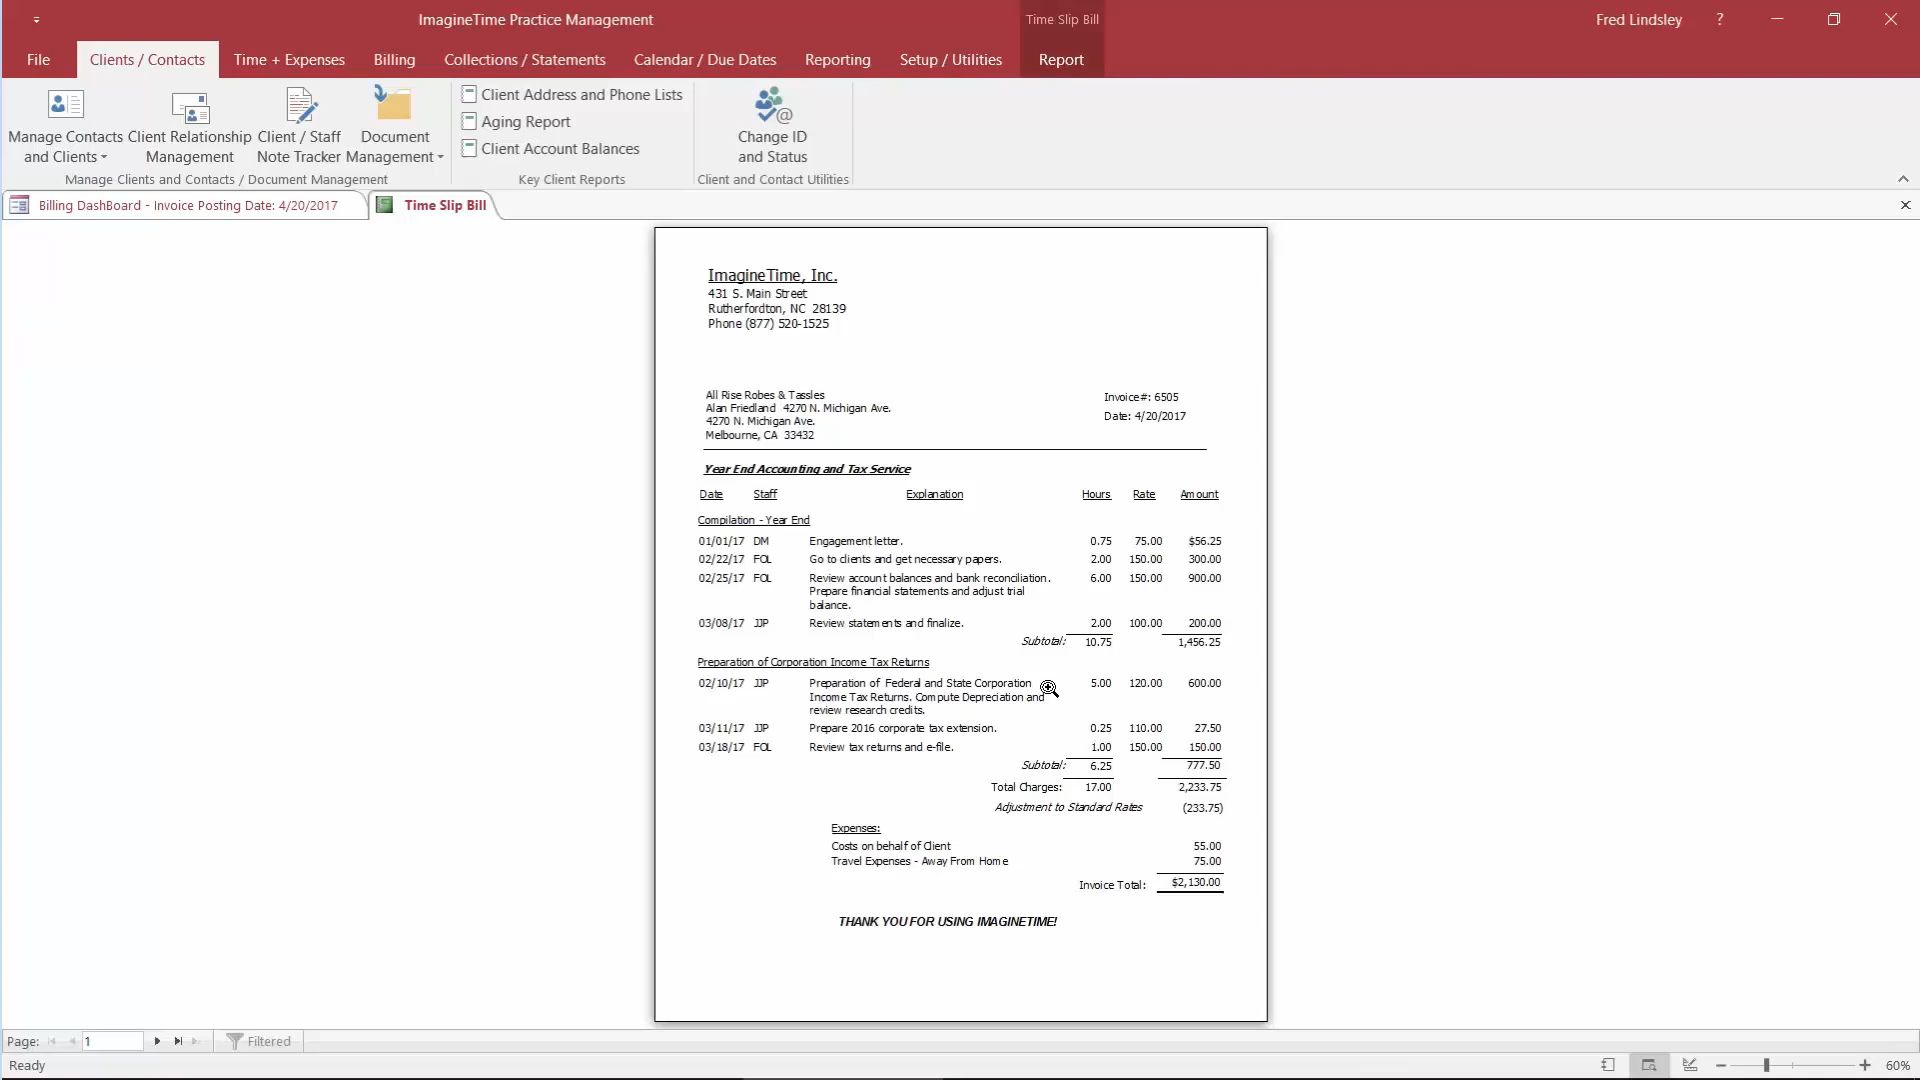 ImagineTime Practice Management
Time Slip Bill
Fred Lindsley ?
File Clients / Contacts Time + Expenses Billing Collections / Statements Calendar / Due Dates Reporting Setup / Utilities Report
Manage Contacts and Clients
Client Relationship Management
Client / Staff Note Tracker
Document Management
Manage Clients and Contacts / Document Management
Client Address and Phone Lists
Aging Report
Client Account Balances
Key Client Reports
Change ID and Status
Client and Contact Utilities
Billing DashBoard - Invoice Posting Date: 4/20/2017
Time Slip Bill
ImagineTime, Inc.
431 S. Main Street
Rutherfordton, NC 28139
Phone (877) 520-1525
All Rise Robes & Tassles
Alan Friedland 4270 N. Michigan Ave.
4270 N. Michigan Ave.
Melbourne, CA 33432
Invoice#: 6505
Date: 4/20/2017
Year End Accounting and Tax Service
Date Staff Explanation Hours Rate Amount
Compilation - Year End
01/01/17 DM Engagement letter. 0.75 75.00 $56.25
02/22/17 FOL Go to clients and get necessary papers. 2.00 150.00 300.00
02/25/17 FOL Review account balances and bank reconciliation. 6.00 150.00 900.00
Prepare financial statements and adjust trial
balance.
03/08/17 JJP Review statements and finalize. 2.00 100.00 200.00
Subtotal: 10.75 1,456.25
Preparation of Corporation Income Tax Returns
02/10/17 JJP Preparation of Federal and State Corporation 5.00 120.00 600.00
Income Tax Returns. Compute Depreciation and
review research credits.
03/11/17 JJP Prepare 2016 corporate tax extension. 0.25 110.00 27.50
03/18/17 FOL Review tax returns and e-file. 1.00 150.00 150.00
Subtotal: 6.25 777.50
Total Charges: 17.00 2,233.75
Adjustment to Standard Rates (233.75)
Expenses:
Costs on behalf of Client 55.00
Travel Expenses - Away From Home 75.00
Invoice Total: $2,130.00
THANK YOU FOR USING IMAGINETIME!
Page: 1 Filtered
Ready 60%